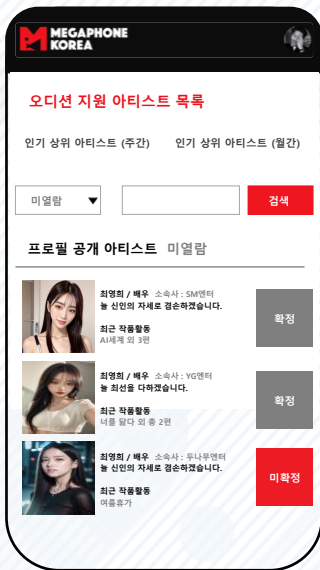 MEGAPHONE
KOREA
오디션 지원 아티스트 목록
인기 상위 아티스트 (주간) 인기 상위 아티스트 (월간)
미열람 ▼ 검색
프로필 공개 아티스트 미열람
최영희 / 배우 소속사 : SM엔터
늘 신인의 자세로 겸손하겠습니다.
최근 작품활동
AI세계 외 3편
확정
최영희 / 배우 소속사 : YG엔터
늘 최선을 다하겠습니다.
최근 작품활동
너를 닮다 외 총 2편
확정
최영희 / 배우 소속사 : 두나무엔터
늘 신인의 자세로 겸손하겠습니다.
최근 작품활동
여름휴가
미확정